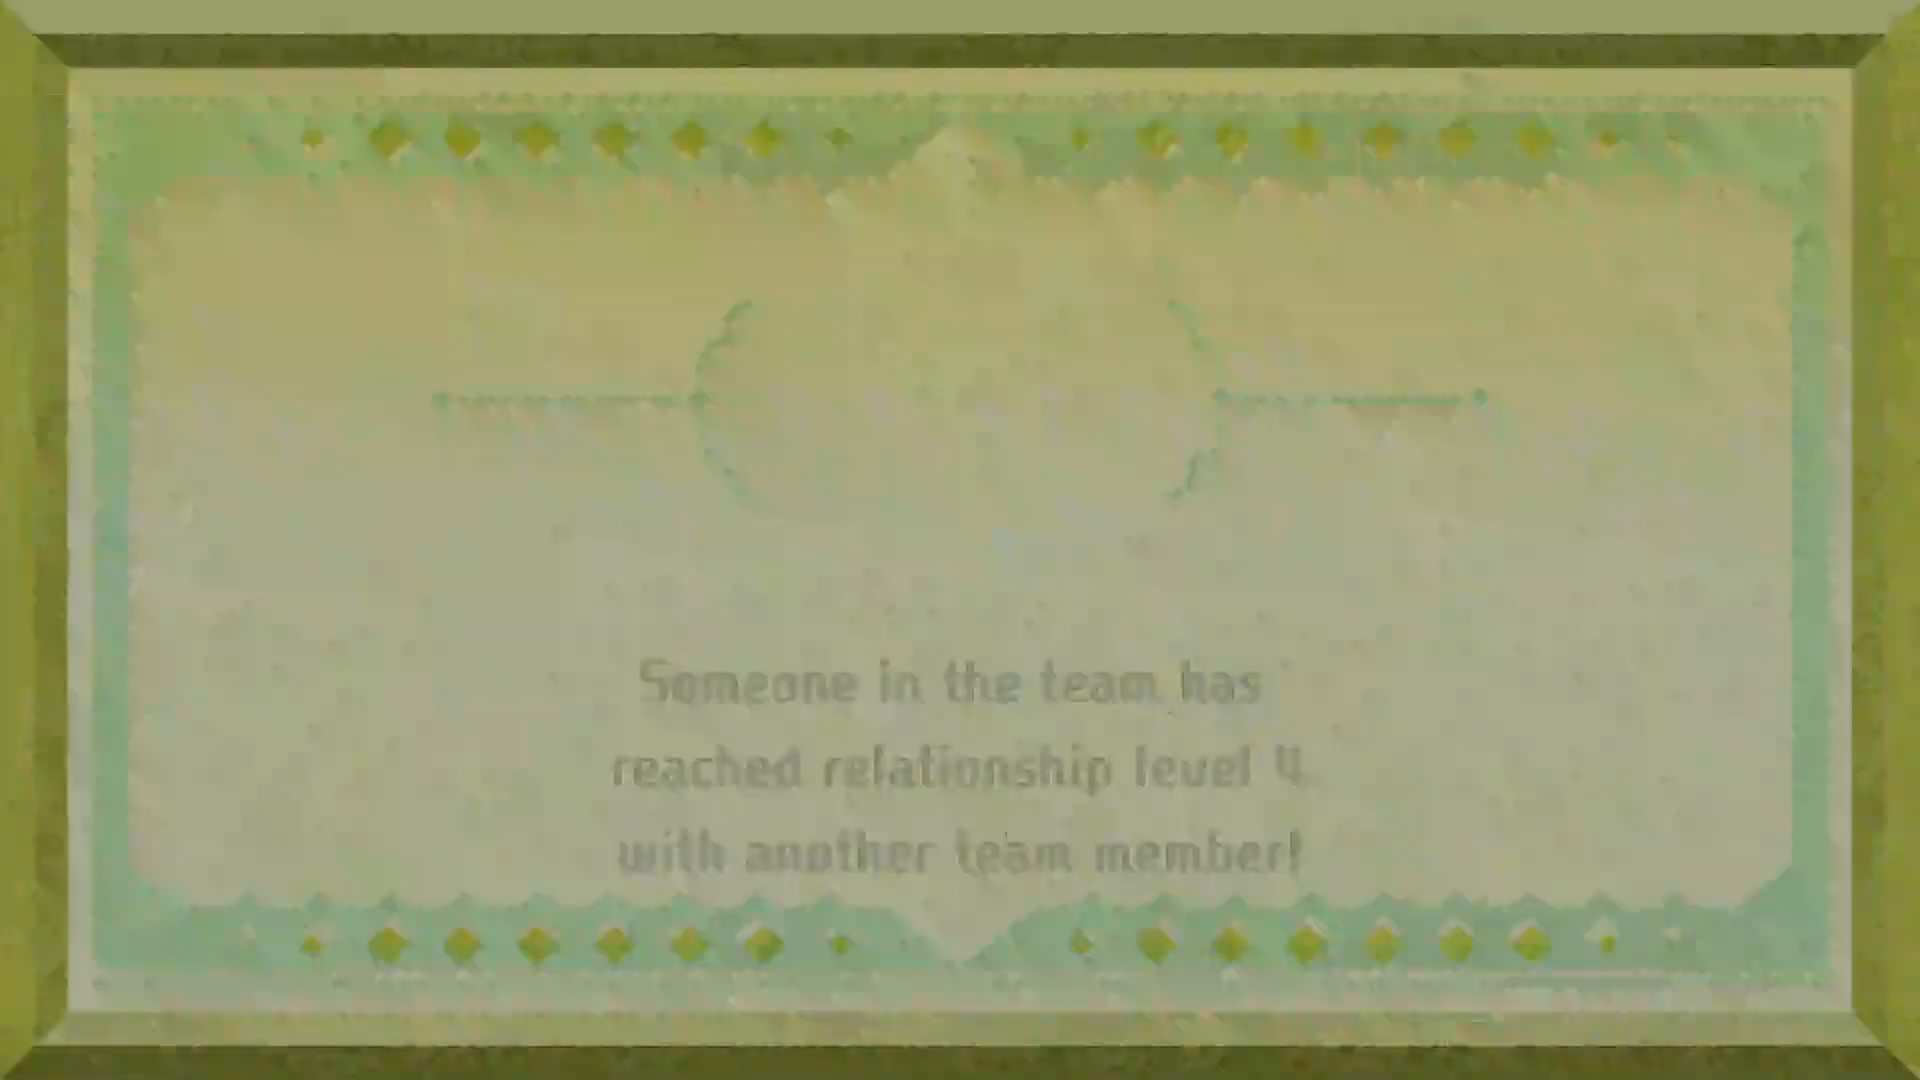 Someone in the team has
reached relationship level 4
with another team member!